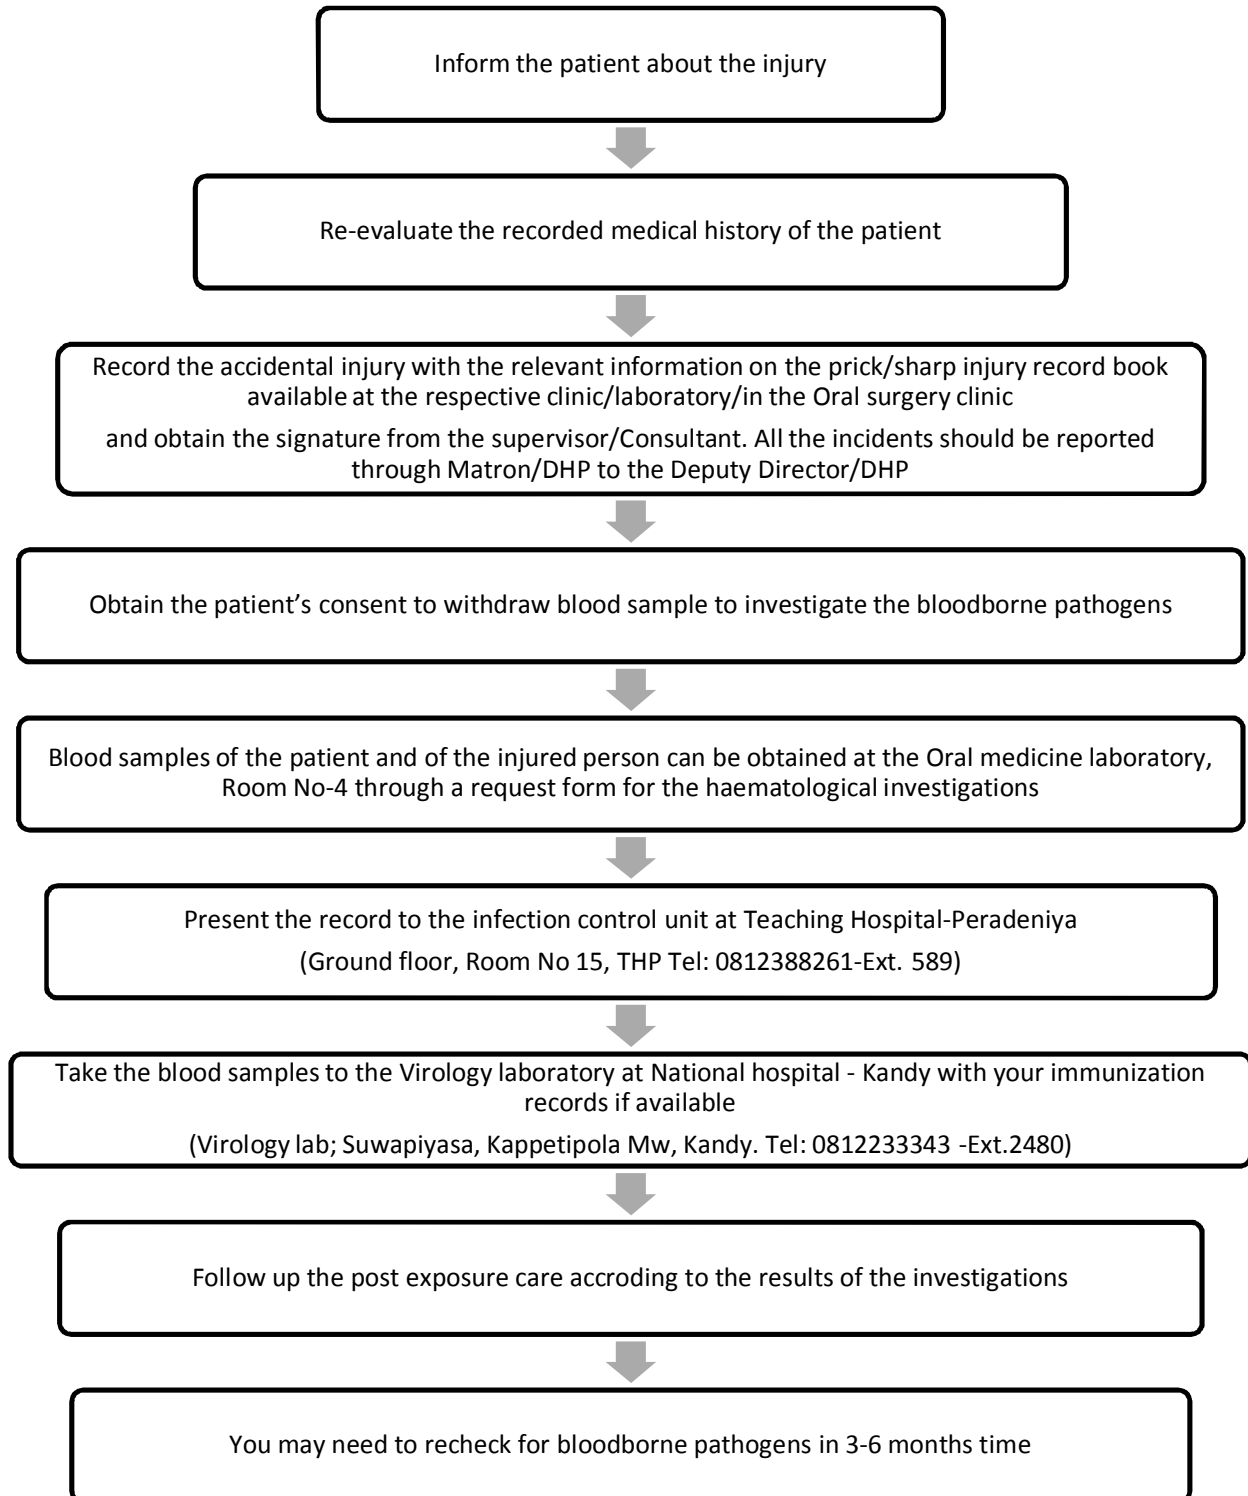 Inform the patient about the injury
Re-evaluate the recorded medical history of the patient
Record the accidental injury with the relevant information on the prick/sharp injury record book
available at the respective clinic/laboratory/in the Oral surgery clinic
and obtain the signature from the supervisor/Consultant. All the incidents should be reported
through Matron/DHP to the Deputy Director/DHP
Obtain the patient’s consent to withdraw blood sample to investigate the bloodborne pathogens
Blood samples of the patient and of the injured person can be obtained at the Oral medicine laboratory,
Room No-4 through a request form for the haematological investigations
Present the record to the infection control unit at Teaching Hospital-Peradeniya
(Ground floor, Room No 15, THP Tel: 0812388261-Ext. 589)
Take the blood samples to the Virology laboratory at National hospital - Kandy with your immunization
records if available
(Virology lab; Suwapiyasa, Kappetipola Mw, Kandy. Tel: 0812233343 -Ext.2480)
Follow up the post exposure care accroding to the results of the investigations
You may need to recheck for bloodborne pathogens in 3-6 months time